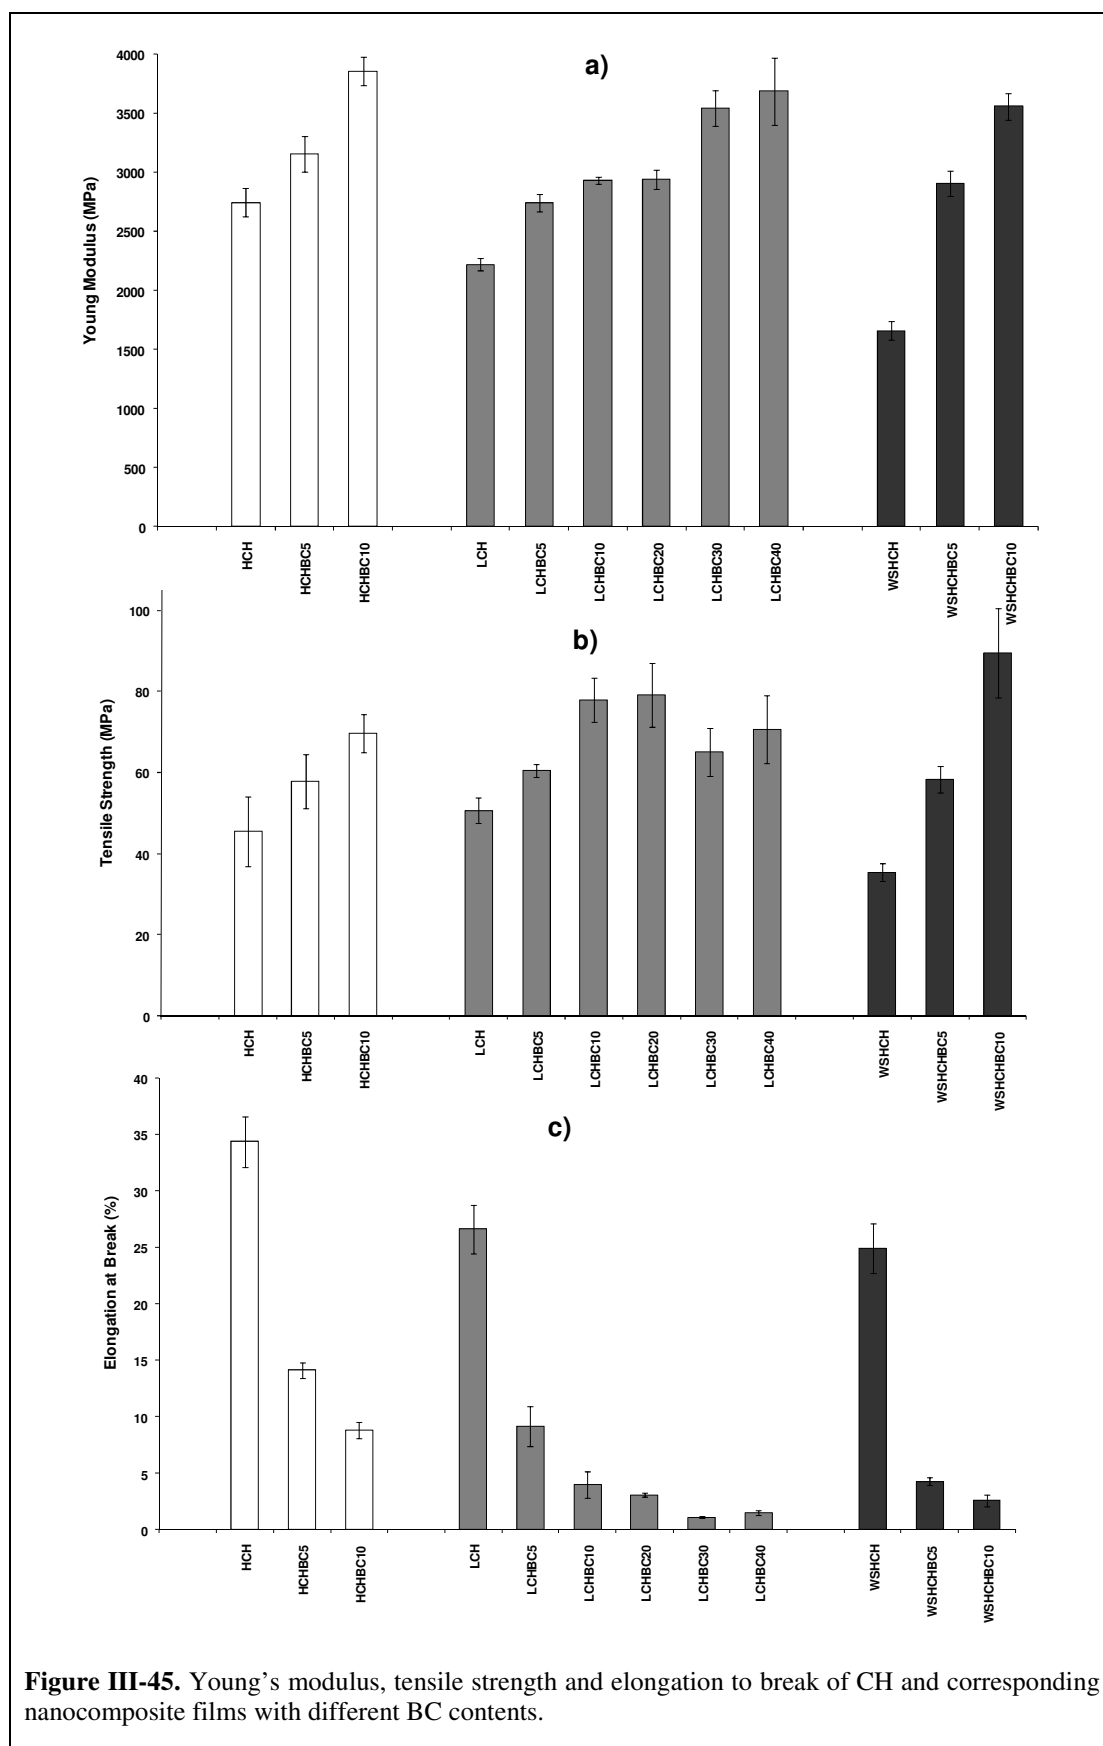 a)
Young Modulus (MPa)
4000
3500
3000
2500
2000
1500
1000
500
0
HCH
HCHBC5
HCHBC10
LCH
LCHBC5
LCHBC10
LCHBC20
LCHBC30
LCHBC40
WSHCH
WSHCHBC5
WSHCHBC10
b)
Tensile Strength (MPa)
100
80
60
40
20
0
HCH
HCHBC5
HCHBC10
LCH
LCHBC5
LCHBC10
LCHBC20
LCHBC30
LCHBC40
WSHCH
WSHCHBC5
WSHCHBC10
c)
Elongation at Break (%)
40
35
30
25
20
15
10
5
0
HCH
HCHBC5
HCHBC10
LCH
LCHBC5
LCHBC10
LCHBC20
LCHBC30
LCHBC40
WSHCH
WSHCHBC5
WSHCHBC10
Figure III-45. Young's modulus, tensile strength and elongation to break of CH and corresponding
nanocomposite films with different BC contents.